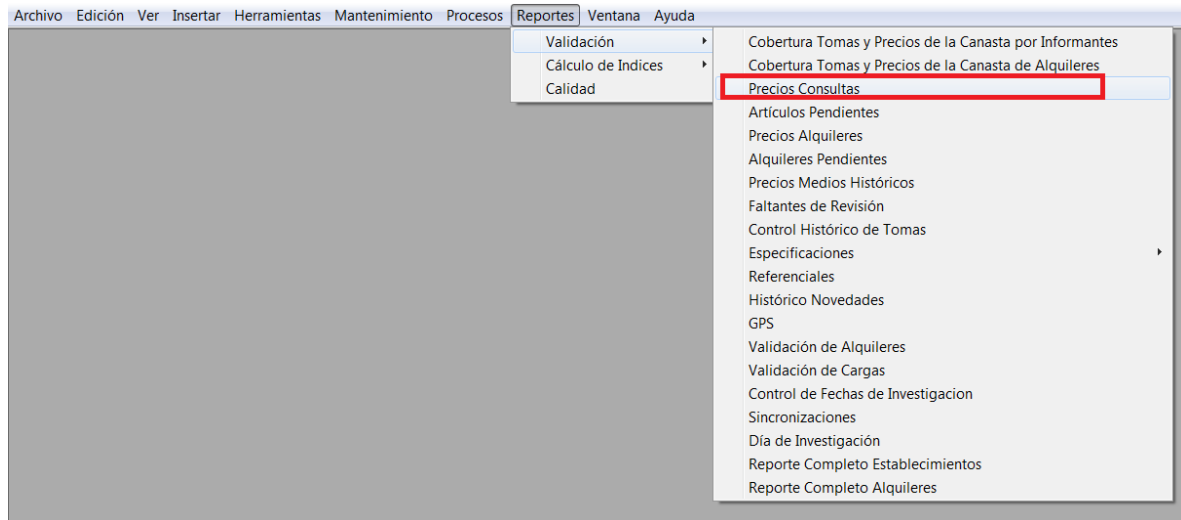 Archivo Edición Ver Insertar Herramientas Mantenimiento Procesos Reportes Ventana Ayuda
Validación
Cálculo de Indices
Calidad
Cobertura Tomas y Precios de la Canasta por Informantes
Cobertura Tomas y Precios de la Canasta de Alquileres
Precios Consultas
Artículos Pendientes
Precios Alquileres
Alquileres Pendientes
Precios Medios Históricos
Faltantes de Revisión
Control Histórico de Tomas
Especificaciones
Referenciales
Histórico Novedades
GPS
Validación de Alquileres
Validación de Cargas
Control de Fechas de Investigacion
Sincronizaciones
Día de Investigación
Reporte Completo Establecimientos
Reporte Completo Alquileres